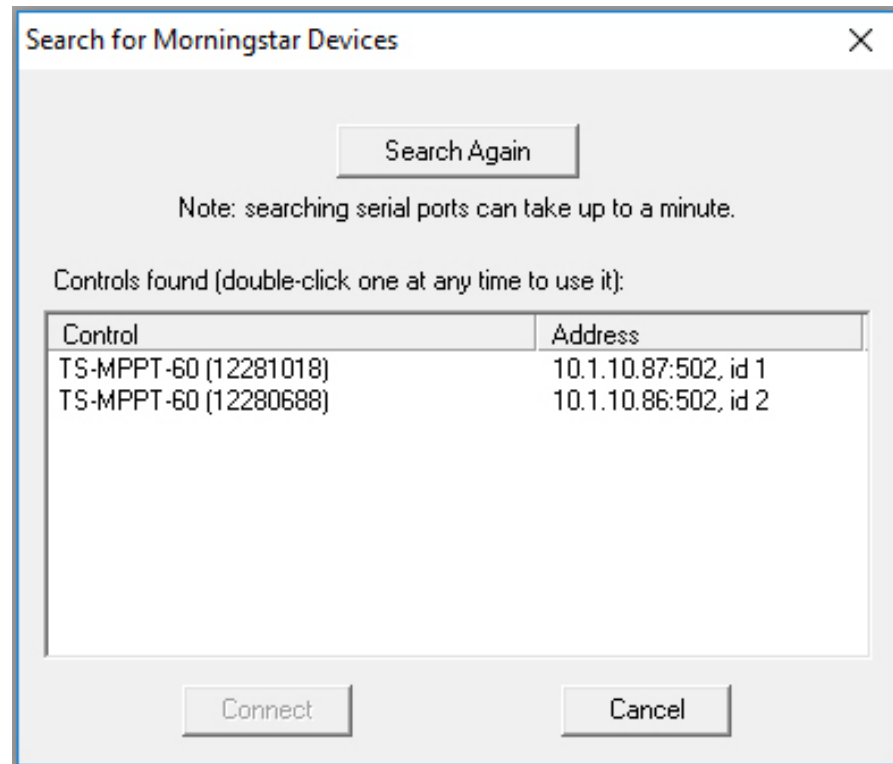 Search for Morningstar Devices
Search Again
Note: searching serial ports can take up to a minute.
Controls found (double-click one at any time to use it):
Control Address
TS-MPPT-60 (12281018) 10.1.10.87:502, id 1
TS-MPPT-60 (12280688) 10.1.10.86:502, id 2
Connect Cancel